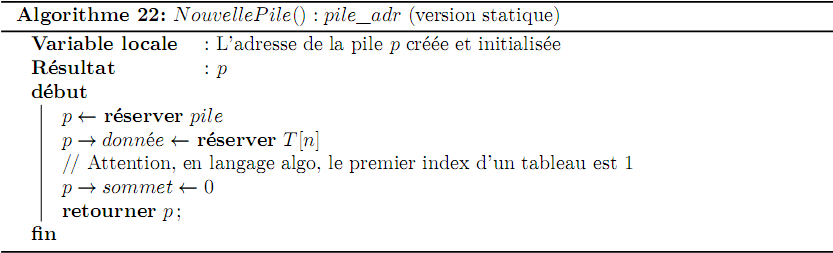 Algorithme 22: NouvellePile() : pile_adr (version statique)
Variable locale : L'adresse de la pile p créée et initialisée
Résultat : p
début
p ← réserver pile
p → donnée ← réserver T[n]
// Attention, en langage algo, le premier index d'un tableau est 1
p → sommet ← 0
retourner p ;
fin